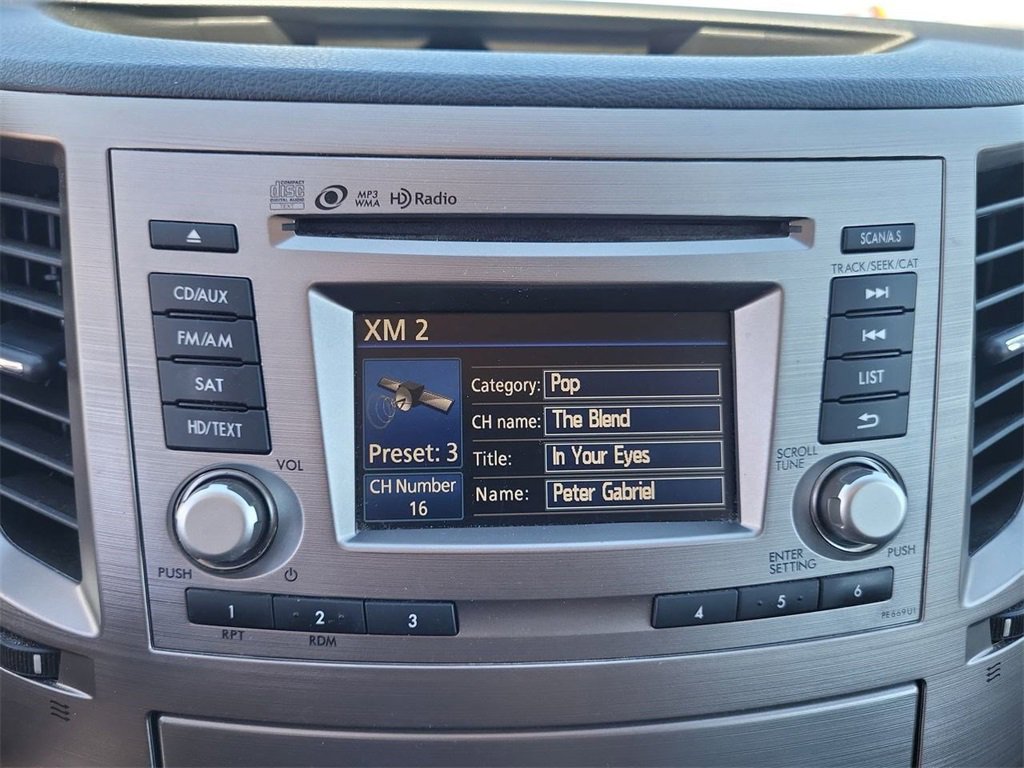 COMPACT
disc
DIGITAL AUDIO
TEXT
MP3
WMA
HD Radio
SCAN/A.S
TRACK/SEEK/CAT
CD/AUX
FM/AM
SAT
HD/TEXT
LIST
XM 2
Category: Pop
CH name: The Blend
Title: In Your Eyes
Name: Peter Gabriel
Preset: 3
CH Number
16
VOL
PUSH
SCROLL
TUNE
ENTER
SETTING
PUSH
1
RPT
2
RDM
3
4
5
6
PE669U1